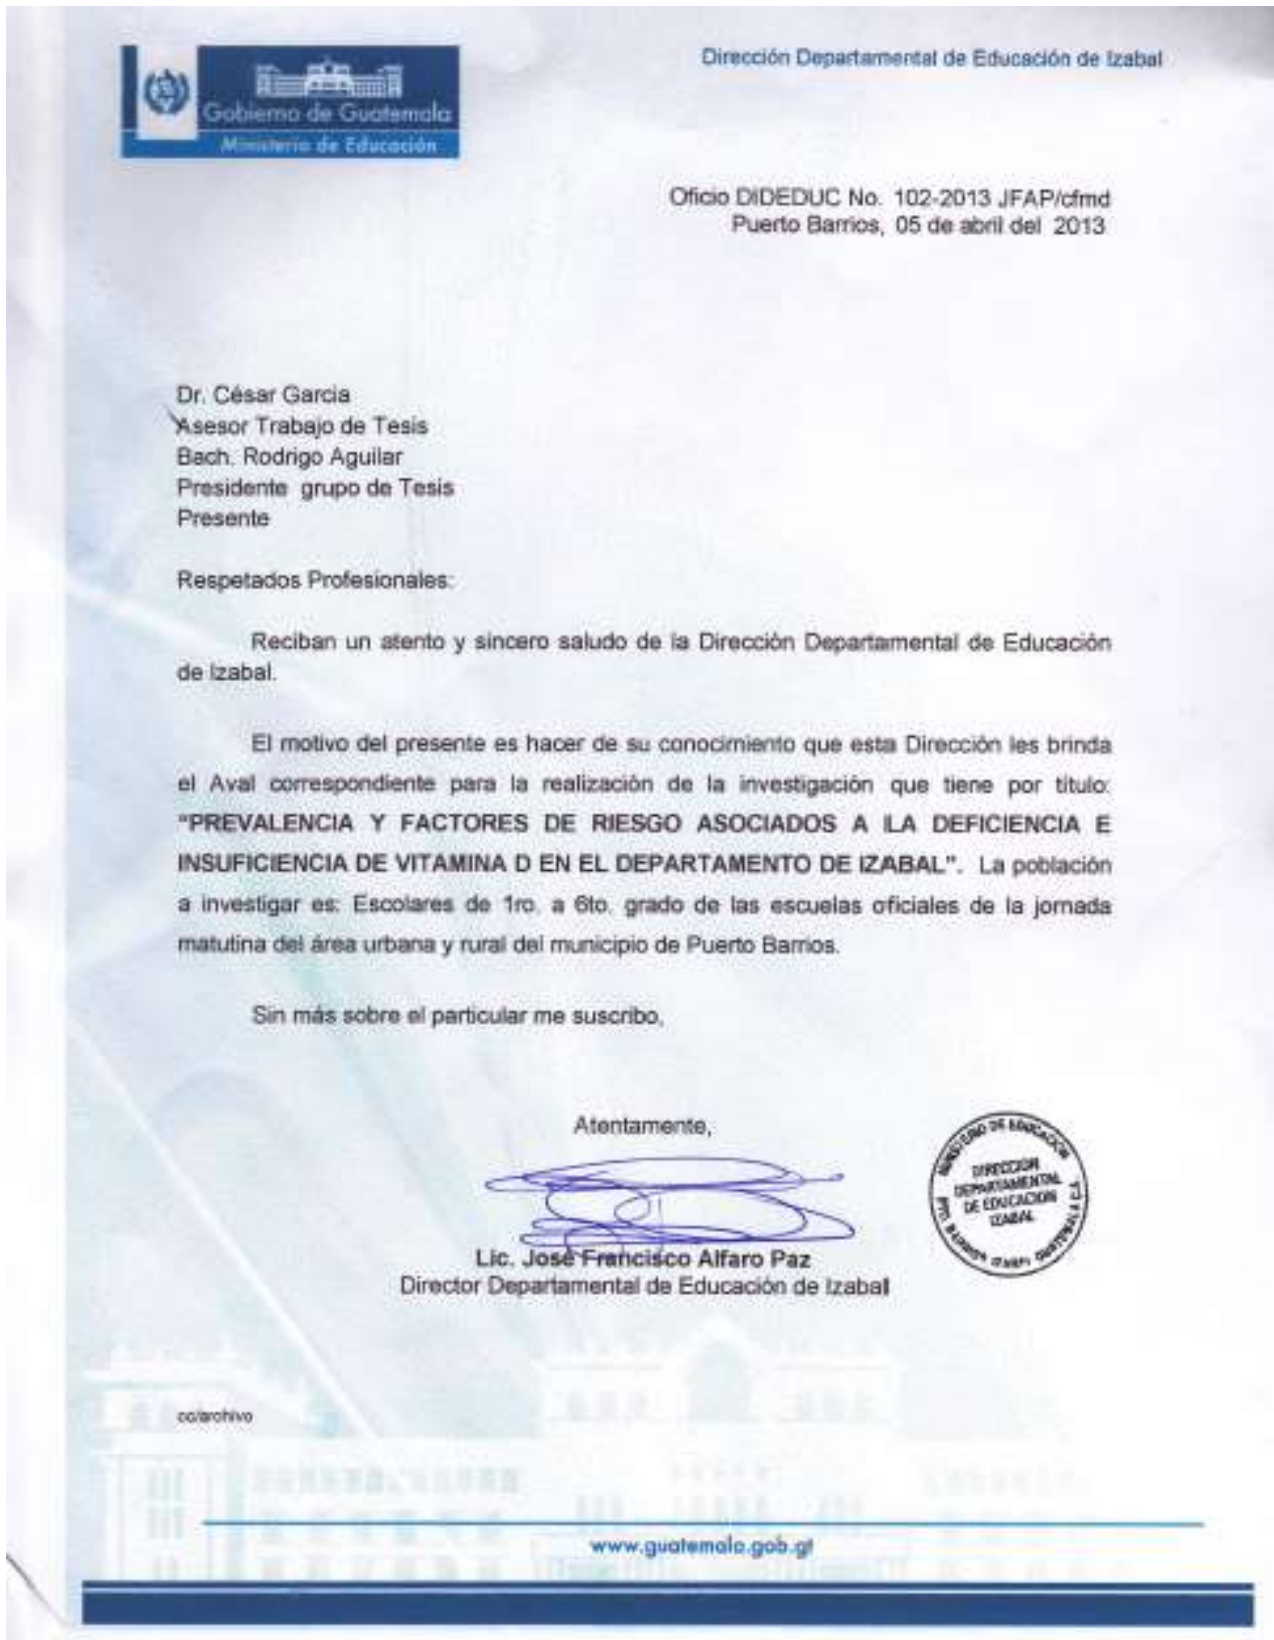 Dirección Departamental de Educación de Izabal
Gobierno de Guatemala
Ministerio de Educación
Oficio DIDEDUC No. 102-2013 JFAP/cfmd
Puerto Barrios, 05 de abril del 2013
Dr. César Garcia
Asesor Trabajo de Tesis
Bach. Rodrigo Aguilar
Presidente grupo de Tesis
Presente
Respetados Profesionales:
Reciban un atento y sincero saludo de la Dirección Departamental de Educación
de Izabal.
El motivo del presente es hacer de su conocimiento que esta Dirección les brinda
el Aval correspondiente para la realización de la investigación que tiene por título:
"PREVALENCIA Y FACTORES DE RIESGO ASOCIADOS A LA DEFICIENCIA E
INSUFICIENCIA DE VITAMINA D EN EL DEPARTAMENTO DE IZABAL". La población
a investigar es: Escolares de 1ro. a 6to. grado de las escuelas oficiales de la jornada
matutina del área urbana y rural del municipio de Puerto Barrios.
Sin más sobre el particular me suscribo,
Atentamente,
MINISTERIO DE EDUCACION
DIRECCION
DEPARTAMENTAL
DE EDUCACION
IZABAL
PTO. BARRIOS IZABAL GUATEMALA C.A.
Lic. José Francisco Alfaro Paz
Director Departamental de Educación de Izabal
cc/archivo
www.guatemala.gob.gt